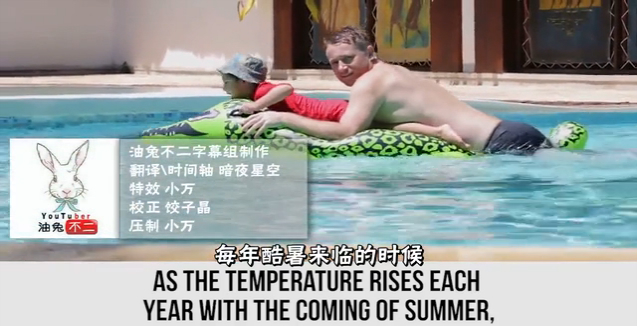 油兔不二字幕组制作
翻译\时间轴 暗夜星空
特效 小万
校正 饺子晶
压制 小万
YouTuber
油兔 不二
每年酷暑来临的时候
AS THE TEMPERATURE RISES EACH
YEAR WITH THE COMING OF SUMMER,